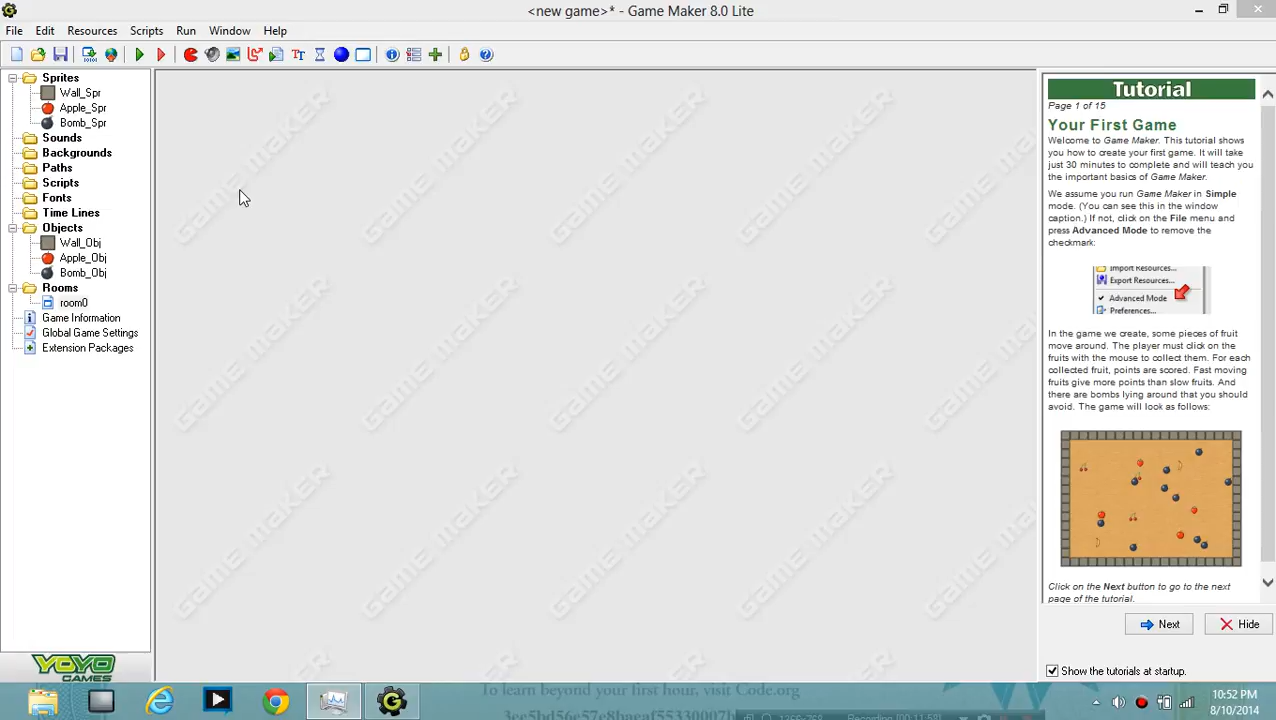 <new game>* - Game Maker 8.0 Lite
File Edit Resources Scripts Run Window Help
Sprites
Wall_Spr
Apple_Spr
Bomb_Spr
Sounds
Backgrounds
Paths
Scripts
Fonts
Time Lines
Objects
Wall_Obj
Apple_Obj
Bomb_Obj
Rooms
room0
Game Information
Global Game Settings
Extension Packages
YOYO
GAMES
Game Maker
Tutorial
Page 1 of 15
Your First Game
Welcome to Game Maker. This tutorial shows
you how to create your first game. It will take
just 30 minutes to complete and will teach you
the important basics of Game Maker.
We assume you run Game Maker in Simple
mode. (You can see this in the window
caption.) If not, click on the File menu and
press Advanced Mode to remove the
checkmark:
Import Resources...
Export Resources...
Advanced Mode
Preferences...
In the game we create, some pieces of fruit
move around. The player must click on the
fruits with the mouse to collect them. For each
collected fruit, points are scored. Fast moving
fruits give more points than slow fruits. And
there are bombs lying around that you should
avoid. The game will look as follows:
Click on the Next button to go to the next
page of the tutorial.
Next
Hide
Show the tutorials at startup.
To learn beyond your first hour, visit Code.org
Recording
10:52 PM
8/10/2014